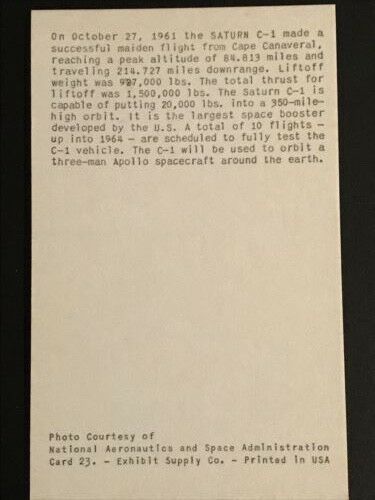 On October 27, 1961 the SATURN C-1 made a
successful maiden flight from Cape Canaveral,
reaching a peak altitude of 84.813 miles and
traveling 214.727 miles downrange. Liftoff
weight was 927,000 lbs. The total thrust for
liftoff was 1,500,000 lbs. The Saturn C-1 is
capable of putting 20,000 lbs. into a 350-mile-
high orbit. It is the largest space booster
developed by the U.S. A total of 10 flights -
up into 1964 - are scheduled to fully test the
C-1 vehicle. The C-1 will be used to orbit a
three-man Apollo spacecraft around the earth.
Photo Courtesy of
National Aeronautics and Space Administration
Card 23. - Exhibit Supply Co. - Printed in USA